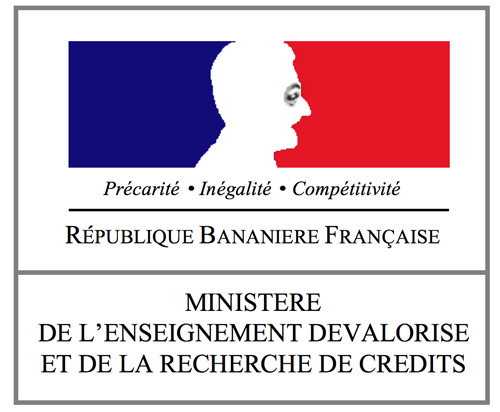 Précarité • Inégalité • Compétitivité
RÉPUBLIQUE BANANIERE FRANÇAISE
MINISTERE
DE L'ENSEIGNEMENT DEVALORISE
ET DE LA RECHERCHE DE CREDITS